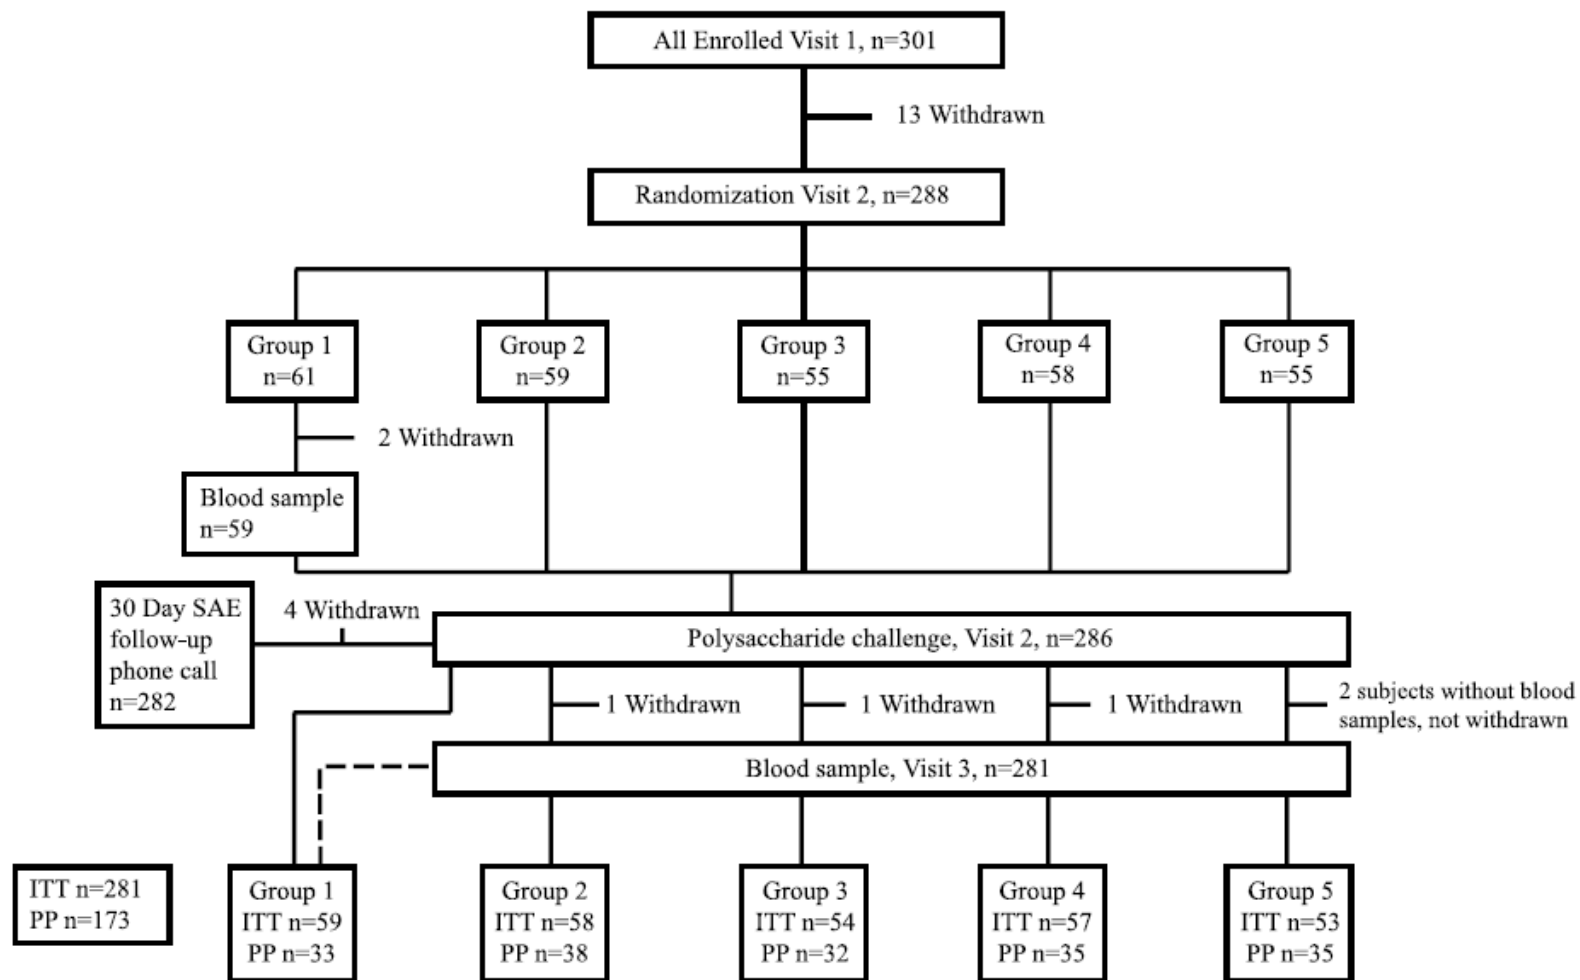 All Enrolled Visit 1, n=301
13 Withdrawn
Randomization Visit 2, n=288
Group 1
n=61
Group 2
n=59
Group 3
n=55
Group 4
n=58
Group 5
n=55
2 Withdrawn
Blood sample
n=59
30 Day SAE
follow-up
phone call
n=282
4 Withdrawn
Polysaccharide challenge, Visit 2, n=286
1 Withdrawn
1 Withdrawn
1 Withdrawn
2 subjects without blood
samples, not withdrawn
Blood sample, Visit 3, n=281
ITT n=281
PP n=173
Group 1
ITT n=59
PP n=33
Group 2
ITT n=58
PP n=38
Group 3
ITT n=54
PP n=32
Group 4
ITT n=57
PP n=35
Group 5
ITT n=53
PP n=35